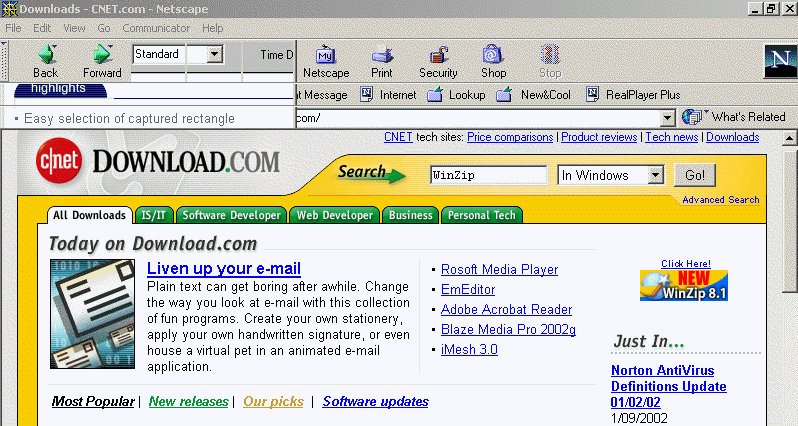 Downloads - CNET.com - Netscape
File Edit View Go Communicator Help
Back Forward Standard Time D Netscape Print Security Shop Stop N
highlights
t Message Internet Lookup New&Cool RealPlayer Plus
• Easy selection of captured rectangle
com/ What's Related
CNET tech sites: Price comparisons | Product reviews | Tech news | Downloads
c|net DOWNLOAD.COM
Search WinZip In Windows Go!
Advanced Search
All Downloads IS/IT Software Developer Web Developer Business Personal Tech
Today on Download.com
Liven up your e-mail
Plain text can get boring after awhile. Change
the way you look at e-mail with this collection
of fun programs. Create your own stationery,
apply your own handwritten signature, or even
house a virtual pet in an animated e-mail
application.
• Rosoft Media Player
• EmEditor
• Adobe Acrobat Reader
• Blaze Media Pro 2002g
• iMesh 3.0
Click Here!
NEW
WinZip 8.1
Just In...
Norton AntiVirus
Definitions Update
01/02/02
1/09/2002
Most Popular | New releases | Our picks | Software updates